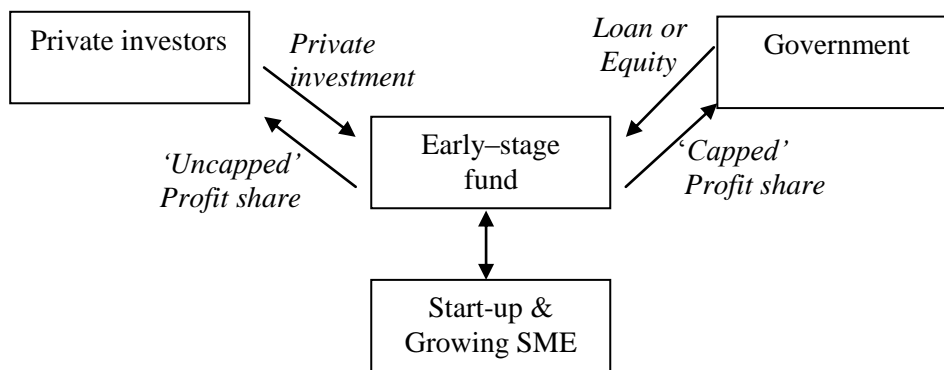 Private investors
Private
investment
Loan or
Equity
Government
Early–stage
fund
‘Uncapped’
Profit share
‘Capped’
Profit share
Start-up &
Growing SME